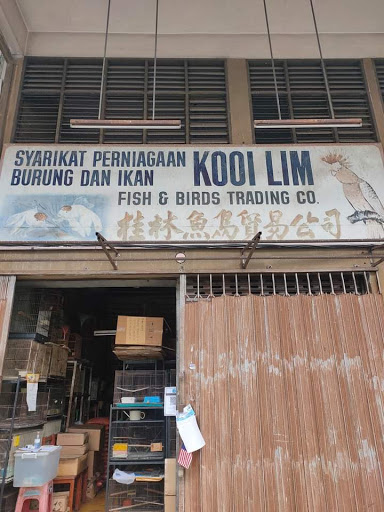 SYARIKAT PERNIAGAAN KOOI LIM
BURUNG DAN IKAN
FISH & BIRDS TRADING CO.
桂林魚鳥貿易公司